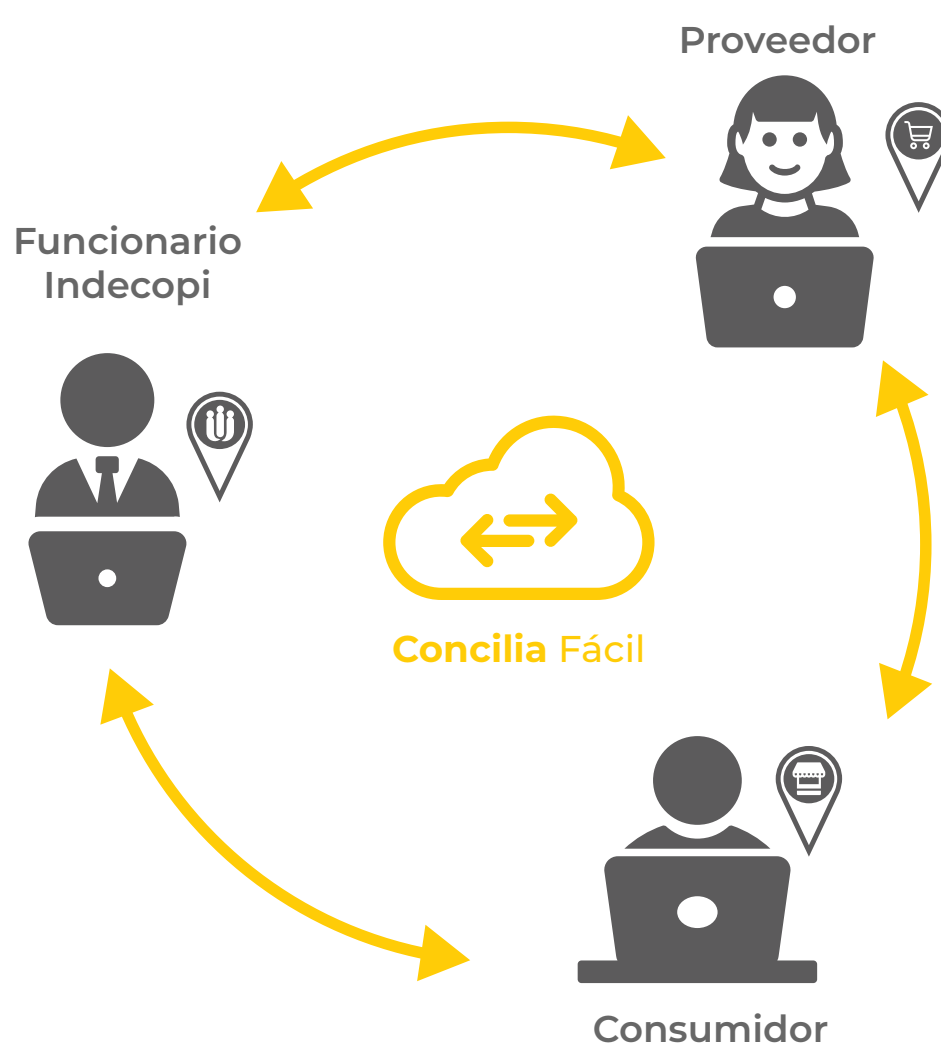 Proveedor
Funcionario
Indecopi
Concilia Fácil
Consumidor